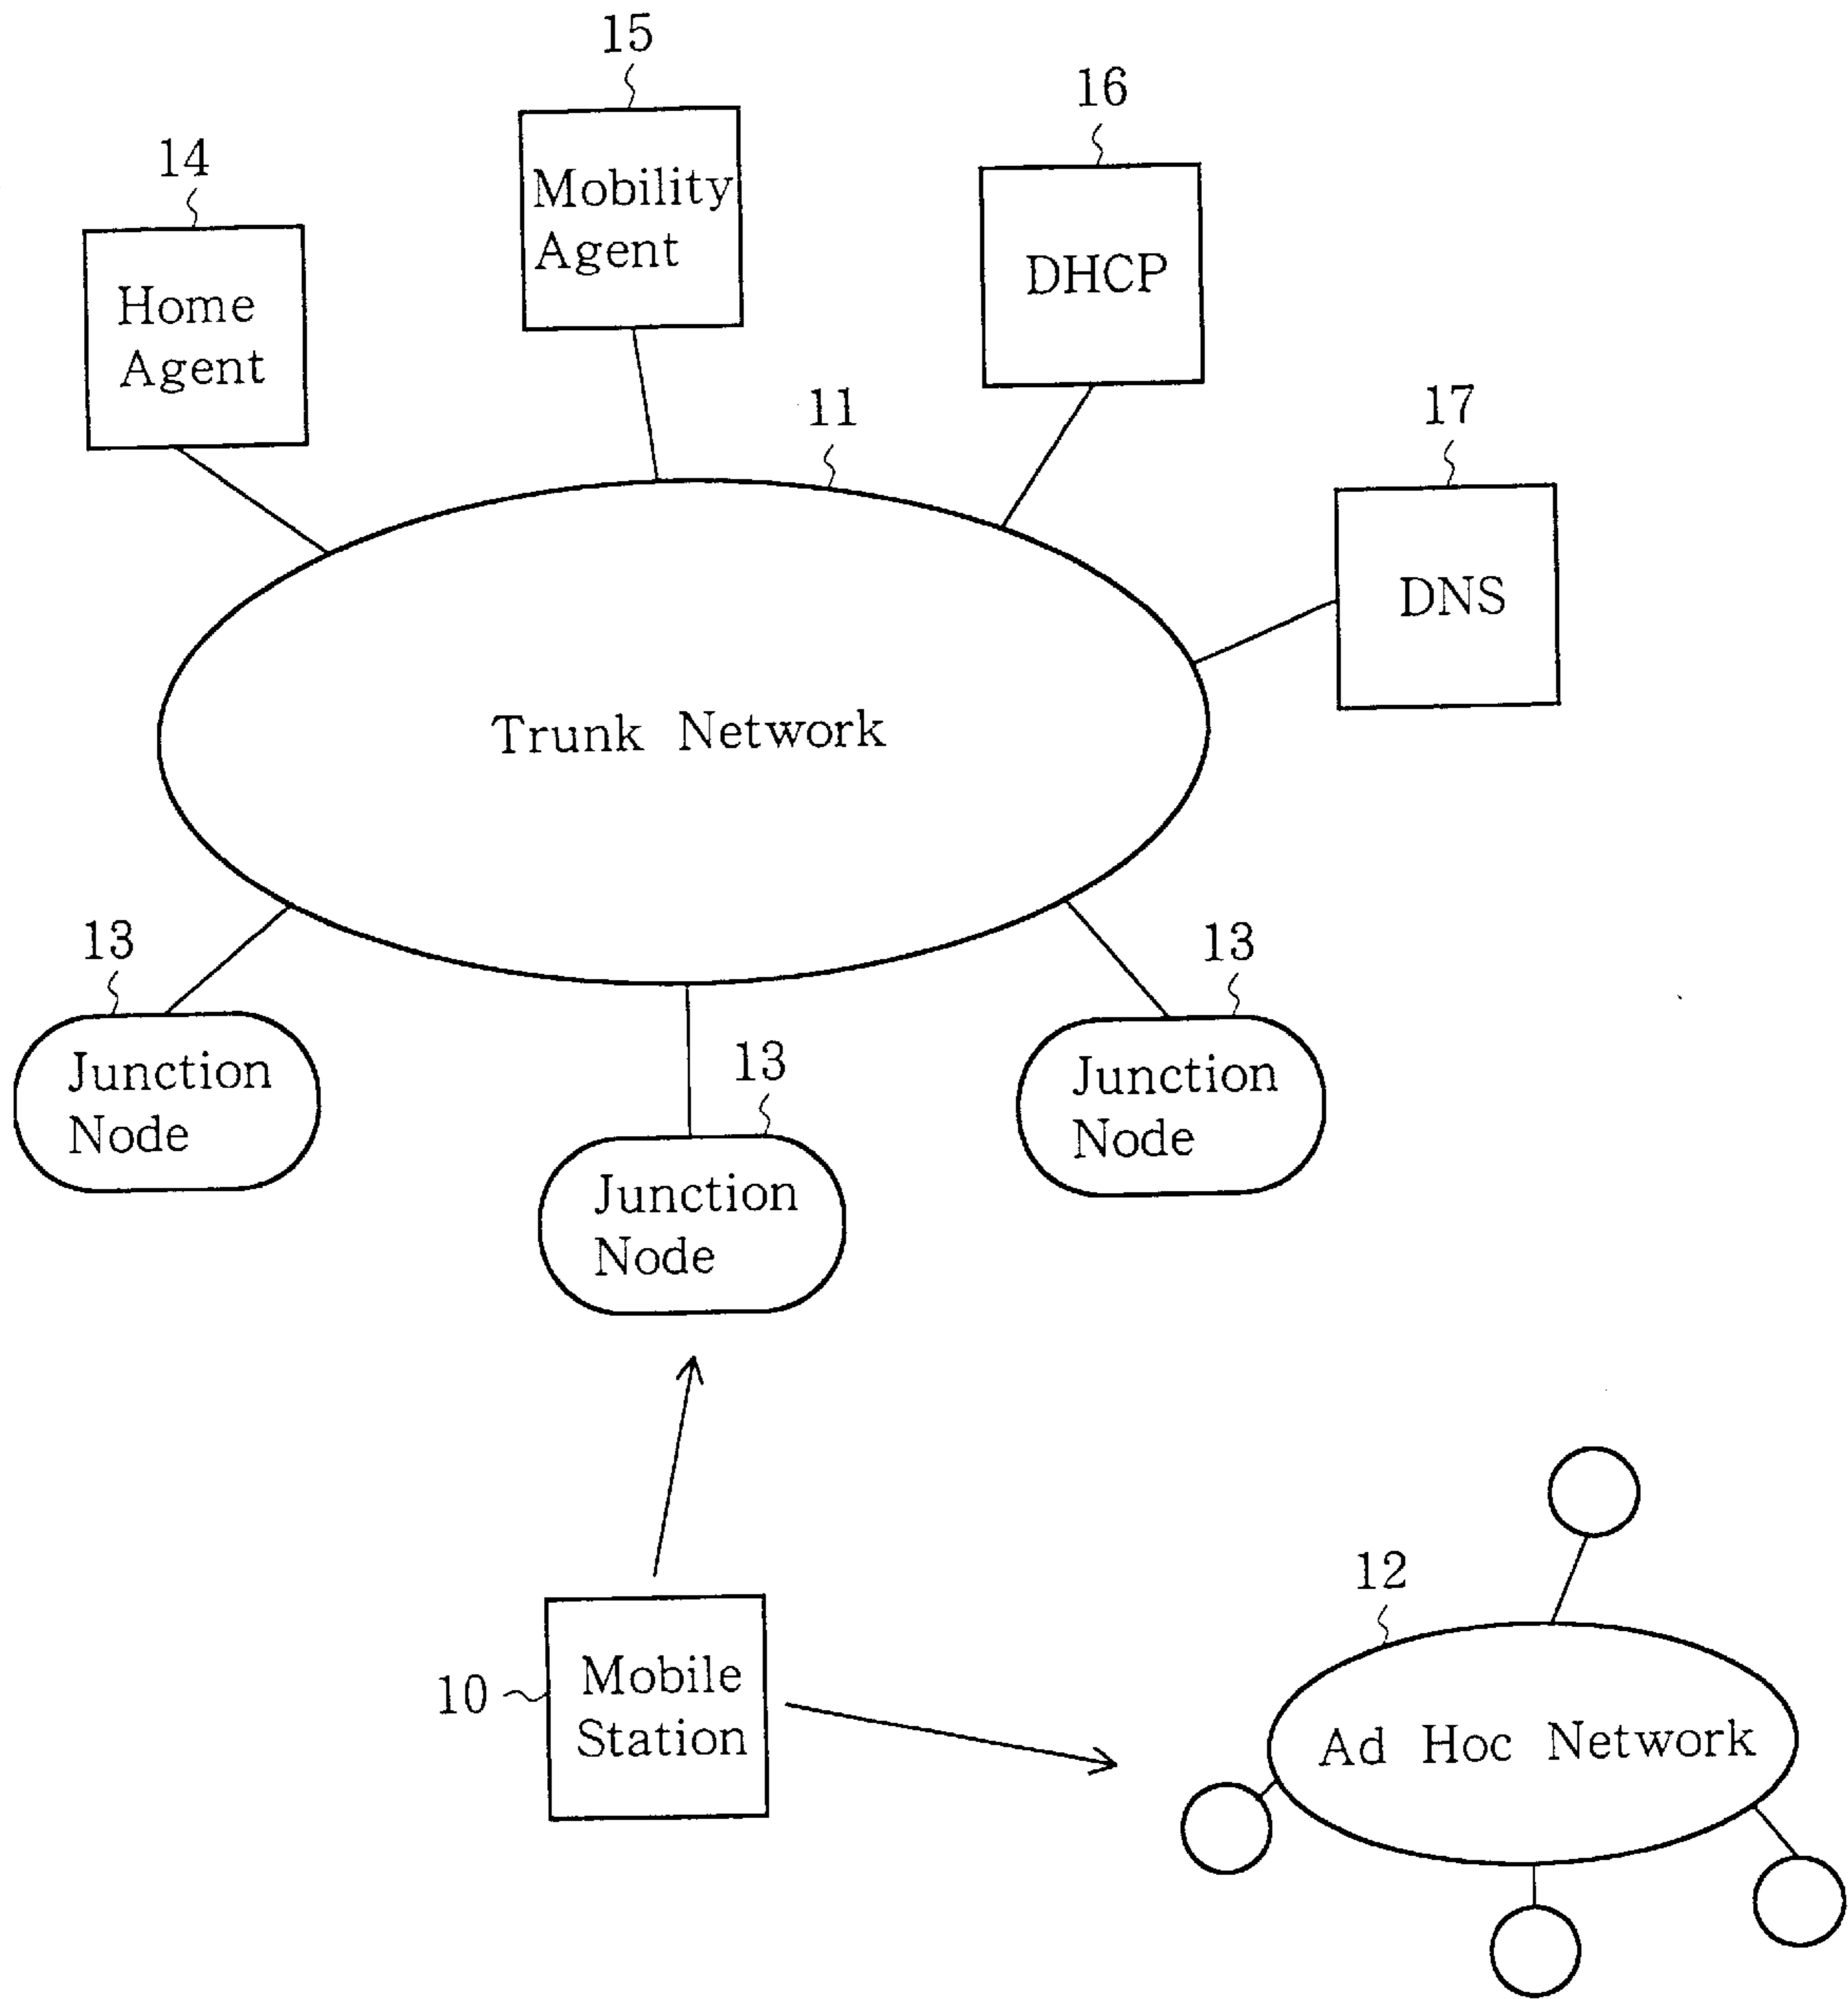 15
16
14
Mobility
Agent
DHCP
Home
Agent
11
17
DNS
Trunk Network
13
13
Junction
Node
13
Junction
Node
Junction
Node
12
10
Mobile
Station
Ad Hoc Network